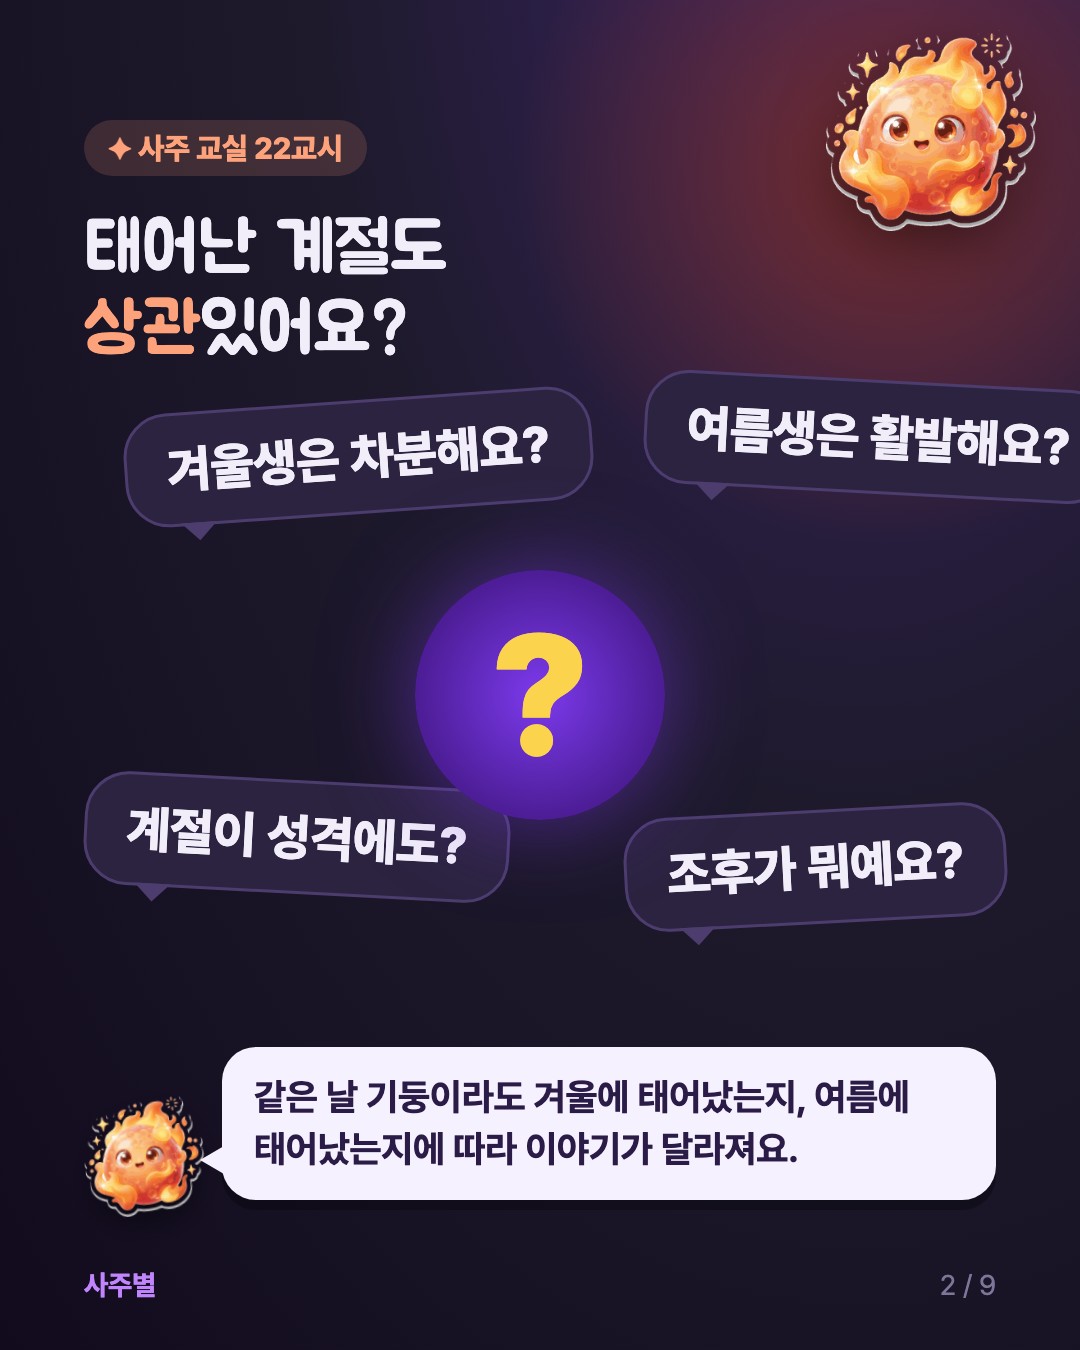 ✦ 사주 교실 22교시
태어난 계절도
상관있어요?
겨울생은 차분해요?
여름생은 활발해요?
?
계절이 성격에도?
조후가 뭐예요?
같은 날 기둥이라도 겨울에 태어났는지, 여름에
태어났는지에 따라 이야기가 달라져요.
사주별
2 / 9